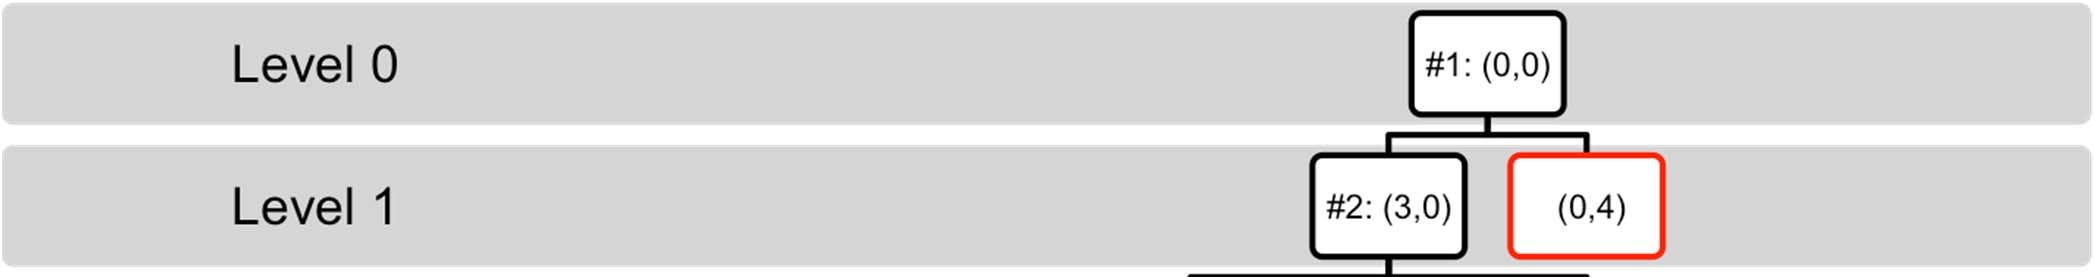 Level 0
#1: (0,0)
Level 1
#2: (3,0)
(0,4)